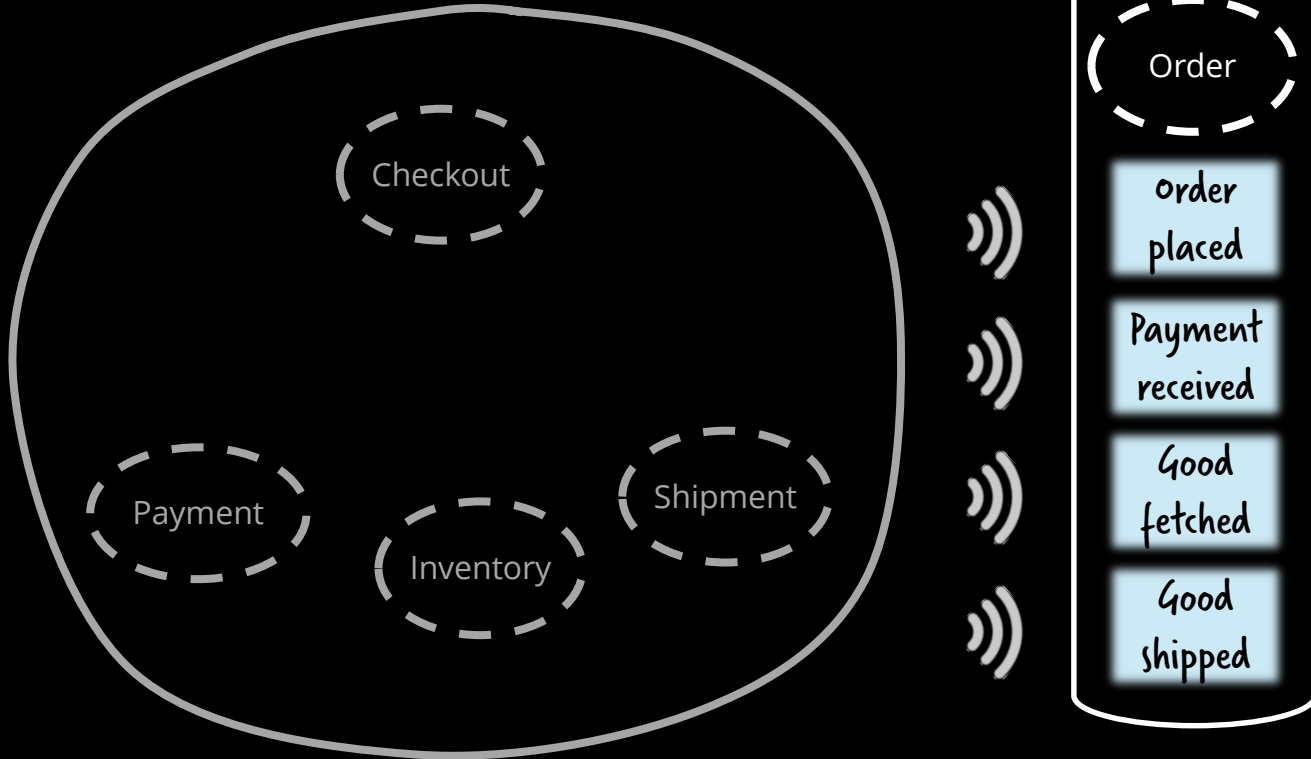 Checkout
Payment
Inventory
Shipment
Order
Order
placed
Payment
received
Good
fetched
Good
shipped